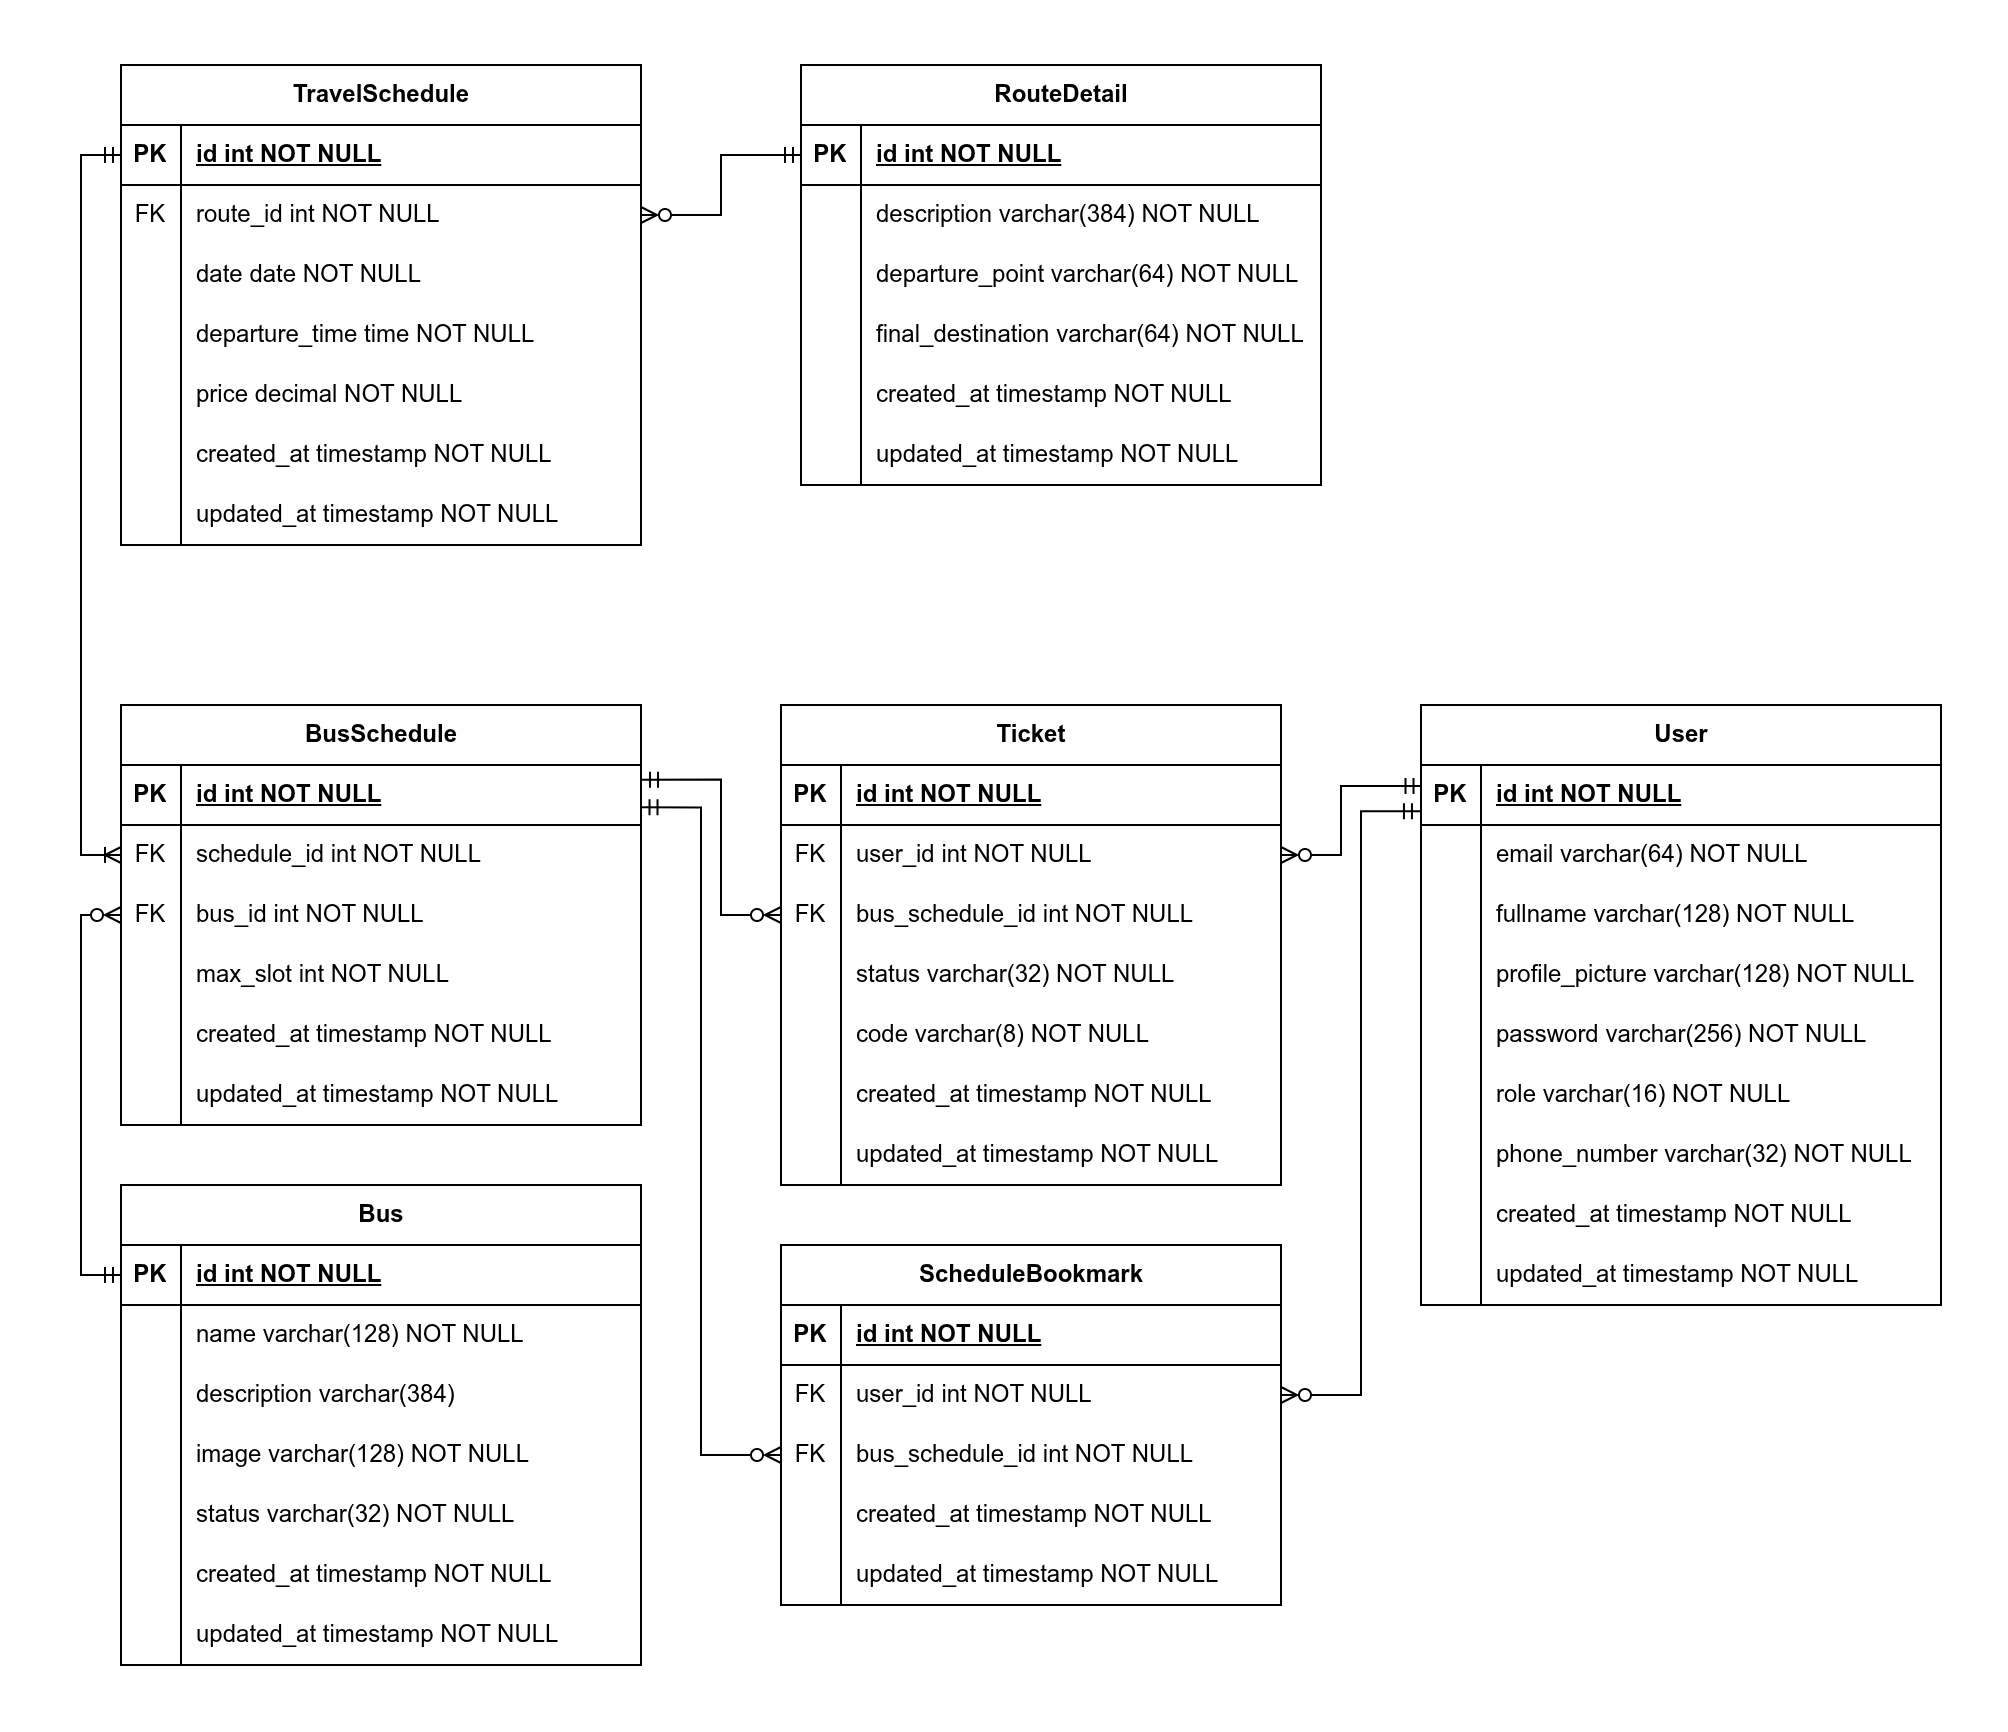 TravelSchedule
PK id int NOT NULL
FK route_id int NOT NULL
date date NOT NULL
departure_time time NOT NULL
price decimal NOT NULL
created_at timestamp NOT NULL
updated_at timestamp NOT NULL
RouteDetail
PK id int NOT NULL
description varchar(384) NOT NULL
departure_point varchar(64) NOT NULL
final_destination varchar(64) NOT NULL
created_at timestamp NOT NULL
updated_at timestamp NOT NULL
BusSchedule
PK id int NOT NULL
FK schedule_id int NOT NULL
FK bus_id int NOT NULL
max_slot int NOT NULL
created_at timestamp NOT NULL
updated_at timestamp NOT NULL
Ticket
PK id int NOT NULL
FK user_id int NOT NULL
FK bus_schedule_id int NOT NULL
status varchar(32) NOT NULL
code varchar(8) NOT NULL
created_at timestamp NOT NULL
updated_at timestamp NOT NULL
User
PK id int NOT NULL
email varchar(64) NOT NULL
fullname varchar(128) NOT NULL
profile_picture varchar(128) NOT NULL
password varchar(256) NOT NULL
role varchar(16) NOT NULL
phone_number varchar(32) NOT NULL
created_at timestamp NOT NULL
updated_at timestamp NOT NULL
Bus
PK id int NOT NULL
name varchar(128) NOT NULL
description varchar(384)
image varchar(128) NOT NULL
status varchar(32) NOT NULL
created_at timestamp NOT NULL
updated_at timestamp NOT NULL
ScheduleBookmark
PK id int NOT NULL
FK user_id int NOT NULL
FK bus_schedule_id int NOT NULL
created_at timestamp NOT NULL
updated_at timestamp NOT NULL